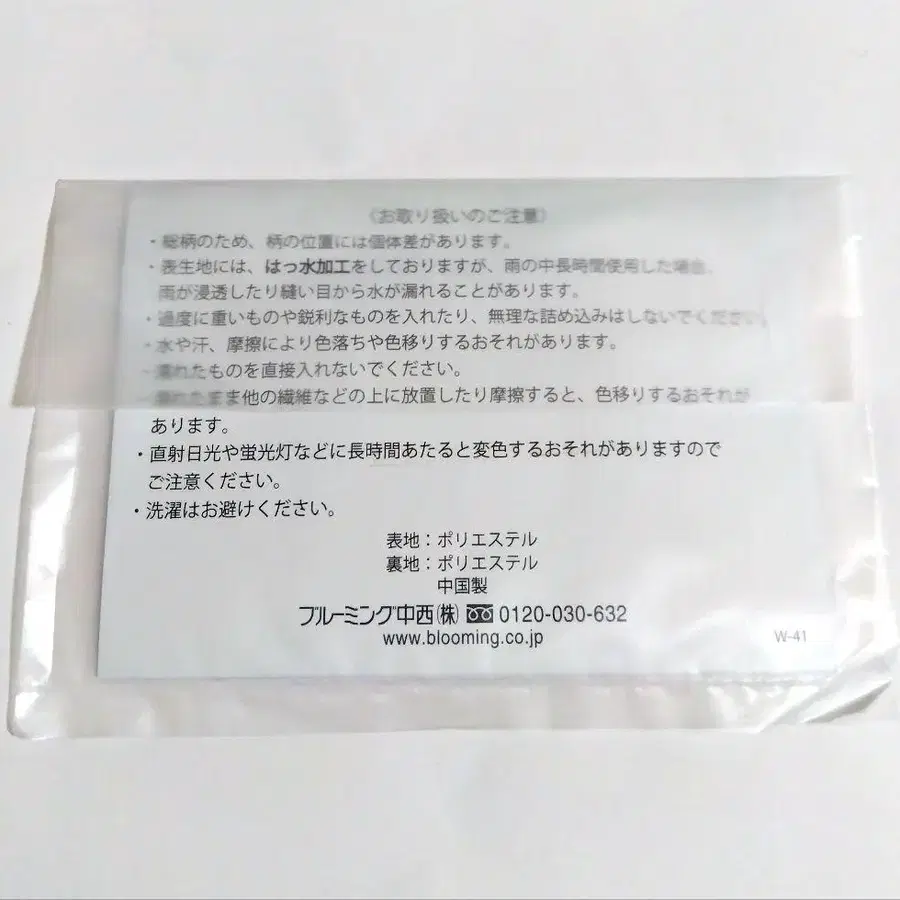 《お取り扱いのご注意》
・総柄のため、柄の位置には個体差があります。
・表生地には、はっ水加工をしておりますが、雨の中長時間使用した場合、
雨が浸透したり縫い目から水が漏れることがあります。
・過度に重いものや鋭利なものを入れたり、無理な詰め込みはしないでください。
・水や汗、摩擦により色落ちや色移りするおそれがあります。
・濡れたものを直接入れないでください。
・濡れたまま他の繊維などの上に放置したり摩擦すると、色移りするおそれが
あります。
・直射日光や蛍光灯などに長時間あたると変色するおそれがありますので
ご注意ください。
・洗濯はお避けください。
表地：ポリエステル
裏地：ポリエステル
中国製
ブルーミング中西(株) 0120-030-632
www.blooming.co.jp
W-41